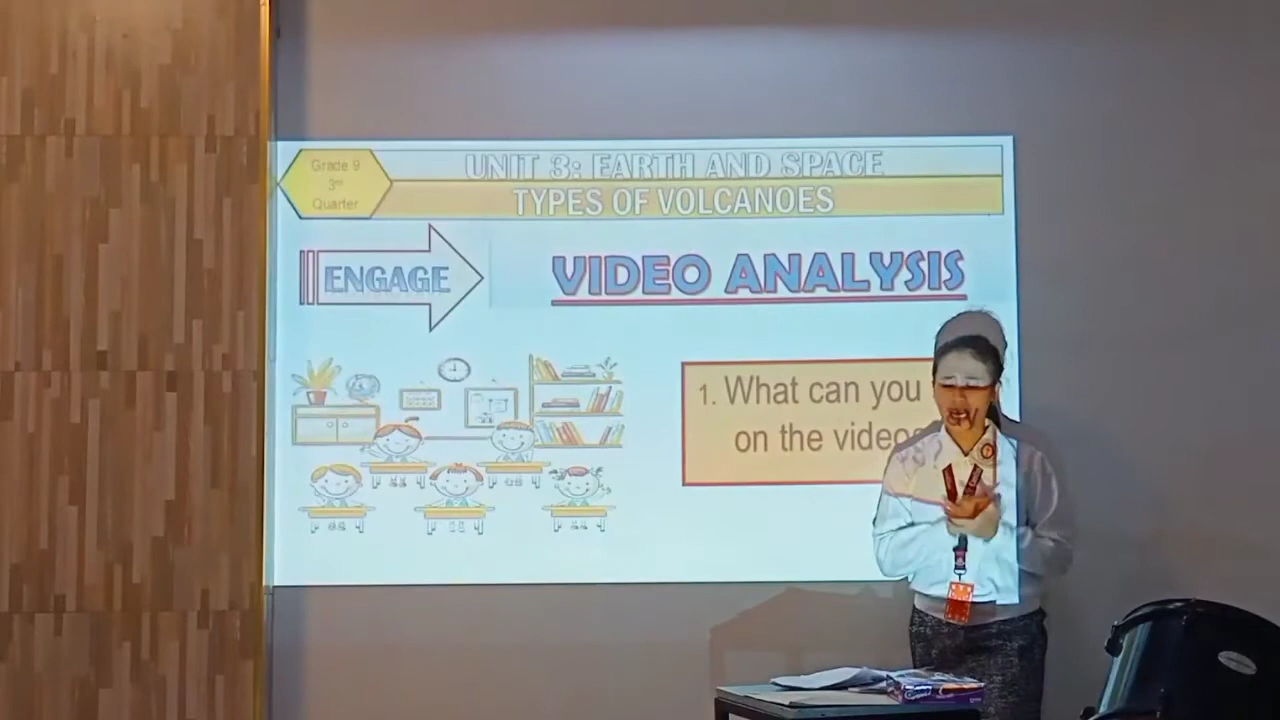 Grade 9
3rd
Quarter
UNIT 3: EARTH AND SPACE
TYPES OF VOLCANOES
ENGAGE
VIDEO ANALYSIS
1. What can you
on the video